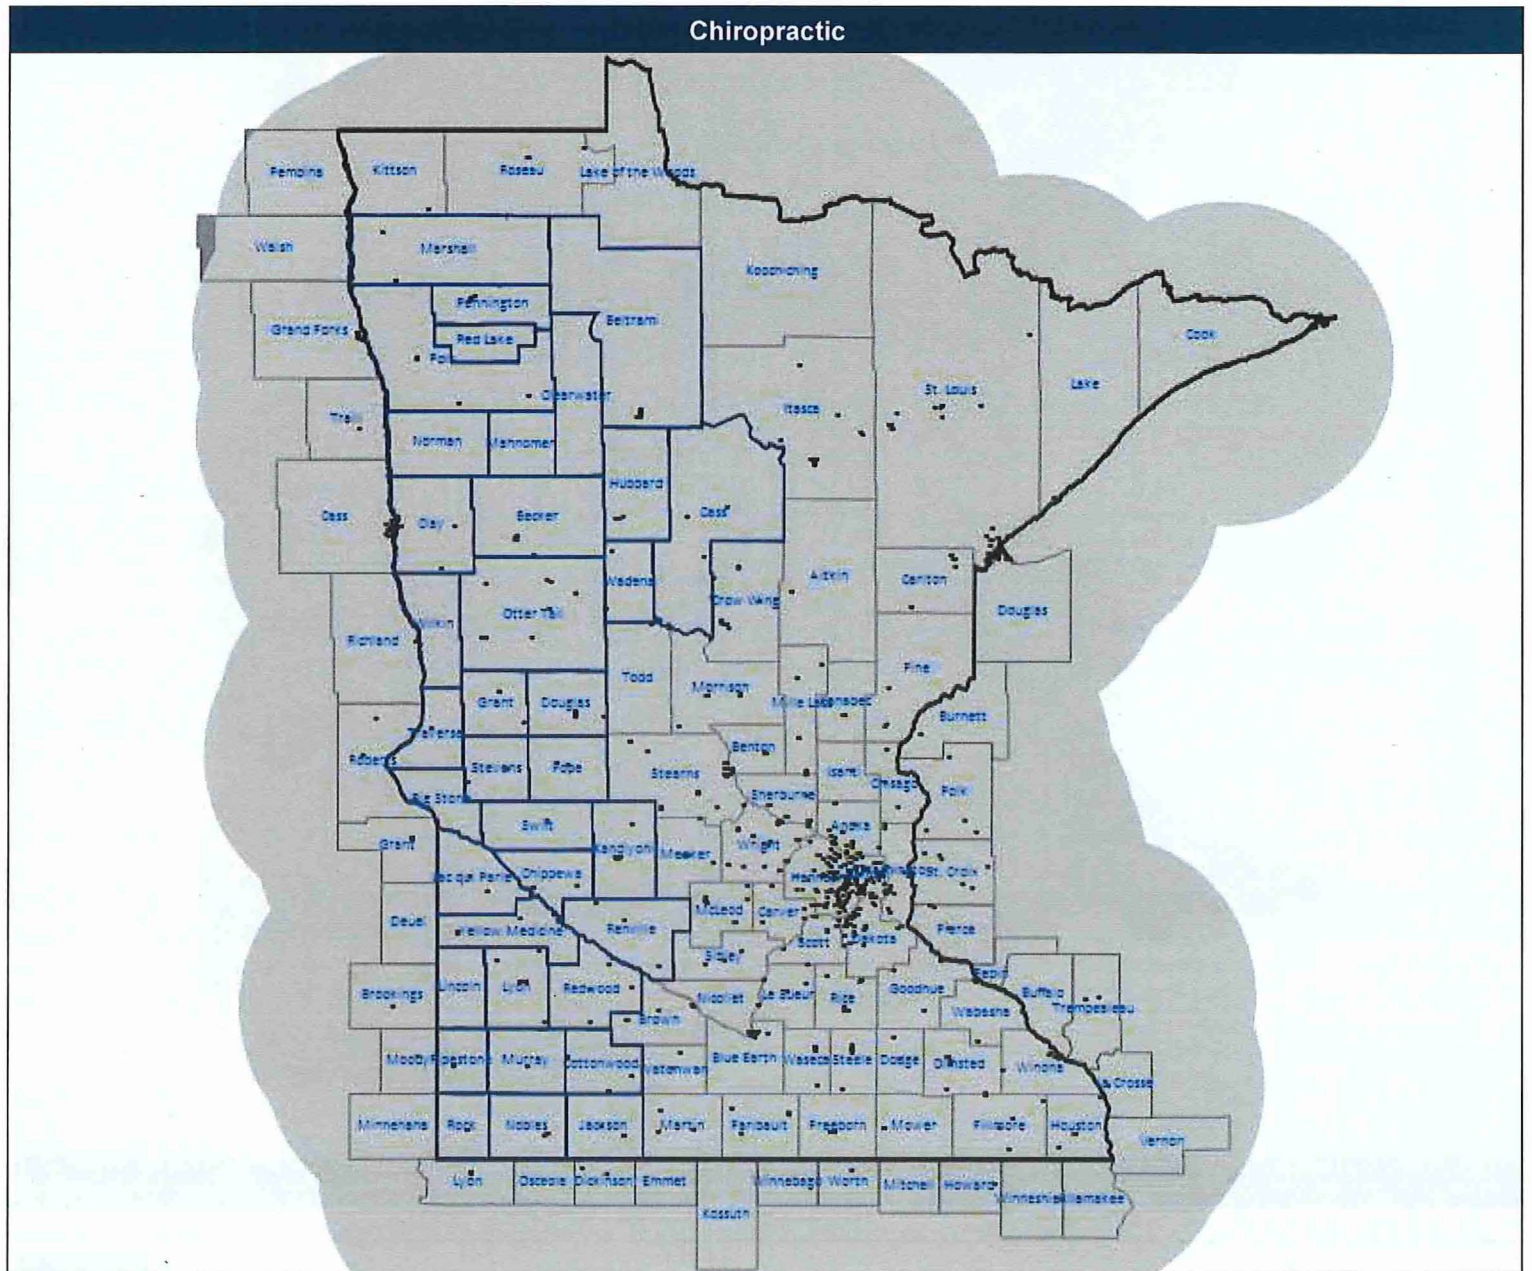 Chiropractic
Pembina
Kittson
Roseau
Lake of the Woods
Walsh
Marshall
Koochiching
Pennington
Grand Forks
Beltrami
Red Lake
Cook
Polk
Clearwater
St. Louis
Lake
Itasca
Traill
Norman
Mahnomen
Hubbard
Cass
Clay
Becker
Cass
Aitkin
Carlton
Wadena
Crow Wing
Douglas
Otter Tail
Wilkin
Richland
Todd
Pine
Morrison
Grant
Douglas
Mille Lacs
Kanabec
Burnett
Traverse
Benton
Roberts
Stevens
Pope
Stearns
Isanti
Chisago
Polk
Big Stone
Sherburne
Swift
Anoka
Grant
Kandiyohi
Meeker
Wright
Lac qui Parle
Chippewa
St. Croix
McLeod
Carver
Deuel
Yellow Medicine
Renville
Scott
Dakota
Pierce
Sibley
Pepin
Brookings
Lincoln
Lyon
Redwood
Nicollet
Le Sueur
Rice
Goodhue
Buffalo
Wabasha
Trempealeau
Brown
Moody
Pipestone
Murray
Cottonwood
Watonwan
Blue Earth
Waseca
Steele
Dodge
Olmsted
Winona
La Crosse
Minnehaha
Rock
Nobles
Jackson
Martin
Faribault
Freeborn
Mower
Fillmore
Houston
Vernon
Lyon
Osceola
Dickinson
Emmet
Winnebago
Worth
Mitchell
Howard
Winneshiek
Allamakee
Kossuth